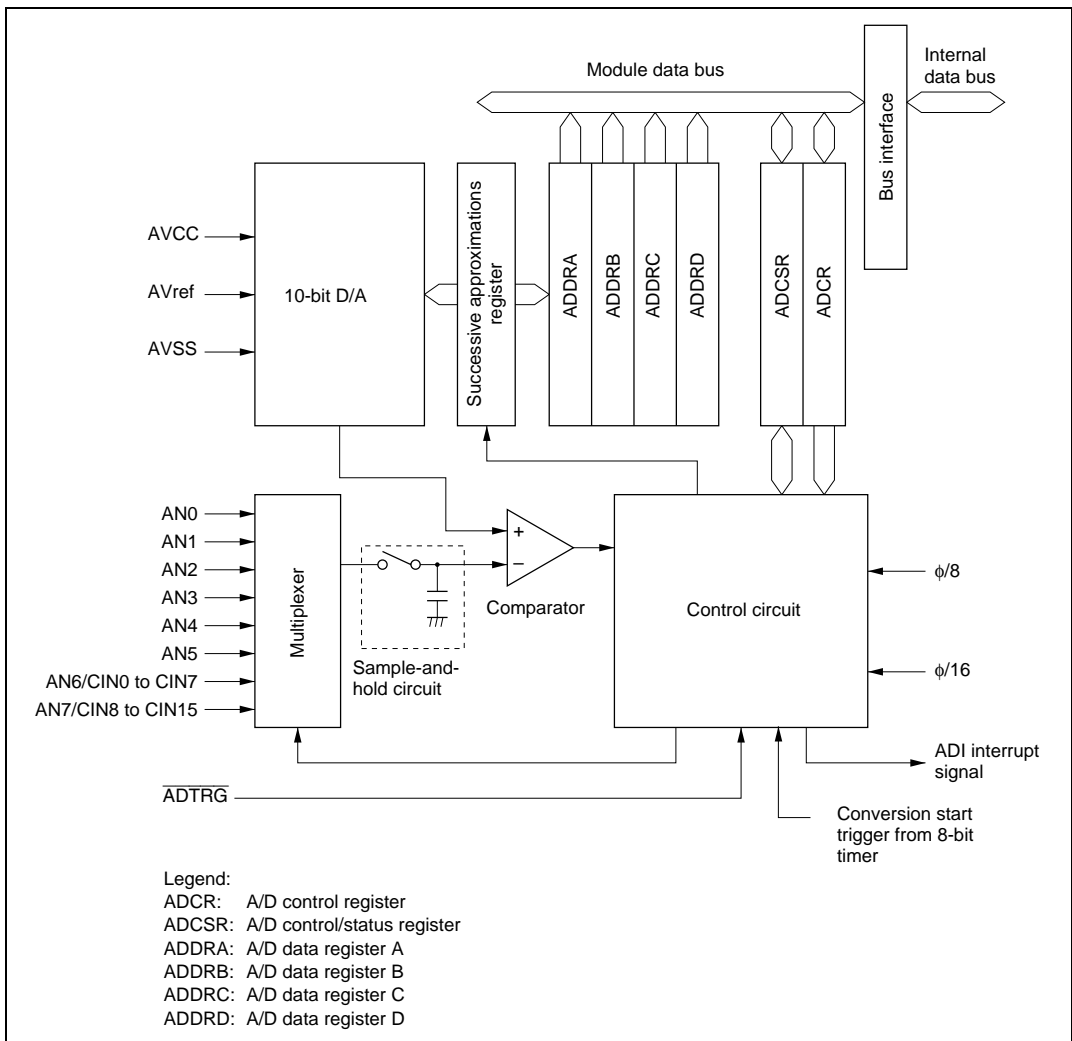 Module data bus
Internal
data bus
Bus interface
AVCC
AVref
AVSS
10-bit D/A
Successive approximations
register
ADDRA
ADDRB
ADDRC
ADDRD
ADCSR
ADCR
AN0
AN1
AN2
AN3
AN4
AN5
AN6/CIN0 to CIN7
AN7/CIN8 to CIN15
Multiplexer
Sample-and-
hold circuit
+
−
Comparator
Control circuit
ϕ/8
ϕ/16
ADI interrupt
signal
ADTRG
Conversion start
trigger from 8-bit
timer
Legend:
ADCR: A/D control register
ADCSR: A/D control/status register
ADDRA: A/D data register A
ADDRB: A/D data register B
ADDRC: A/D data register C
ADDRD: A/D data register D